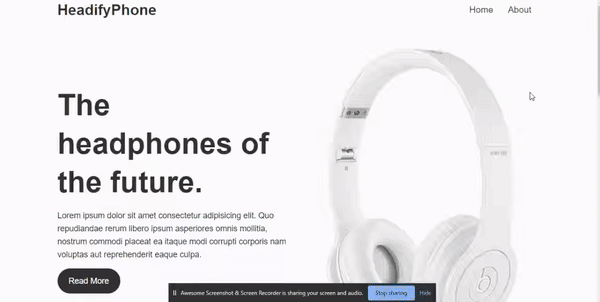 HeadifyPhone
Home About
The
headphones of
the future.
Lorem ipsum dolor sit amet consectetur adipisicing elit. Quo
repudiandae rerum libero ipsum asperiores omnis mollitia,
nostrum commodi placeat ea itaque modi corrupti corporis nam
voluptas aut reprehenderit eaque culpa.
Read More
Awesome Screenshot & Screen Recorder is sharing your screen and audio. Stop sharing Hide